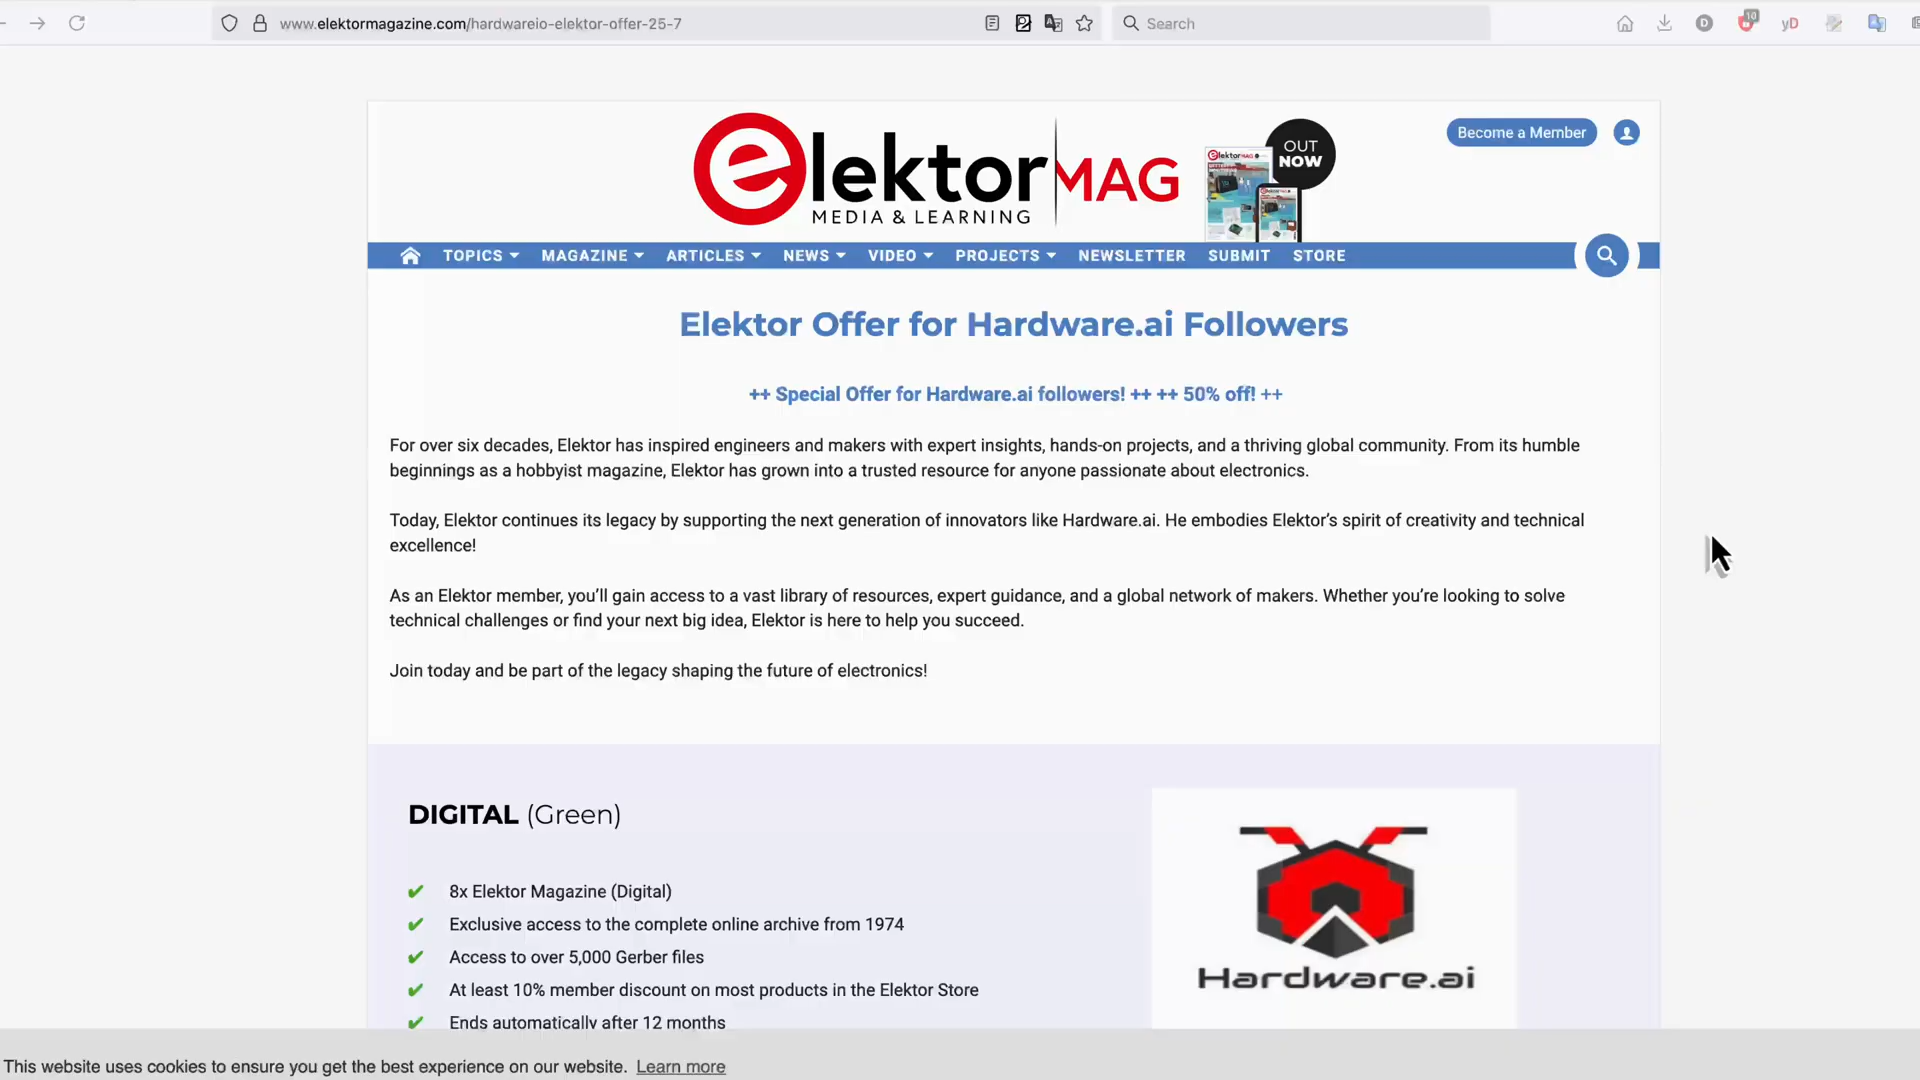 www.elektormagazine.com/hardwareio-elektor-offer-25-7
Search
D
10
yD
elektor MAG
MEDIA & LEARNING
OUT
NOW
Become a Member
TOPICS MAGAZINE ARTICLES NEWS VIDEO PROJECTS NEWSLETTER SUBMIT STORE
Elektor Offer for Hardware.ai Followers
++ Special Offer for Hardware.ai followers! ++ ++ 50% off! ++
For over six decades, Elektor has inspired engineers and makers with expert insights, hands-on projects, and a thriving global community. From its humble
beginnings as a hobbyist magazine, Elektor has grown into a trusted resource for anyone passionate about electronics.
Today, Elektor continues its legacy by supporting the next generation of innovators like Hardware.ai. He embodies Elektor’s spirit of creativity and technical
excellence!
As an Elektor member, you’ll gain access to a vast library of resources, expert guidance, and a global network of makers. Whether you’re looking to solve
technical challenges or find your next big idea, Elektor is here to help you succeed.
Join today and be part of the legacy shaping the future of electronics!
DIGITAL (Green)
8x Elektor Magazine (Digital)
Exclusive access to the complete online archive from 1974
Access to over 5,000 Gerber files
At least 10% member discount on most products in the Elektor Store
Ends automatically after 12 months
Hardware.ai
This website uses cookies to ensure you get the best experience on our website. Learn more